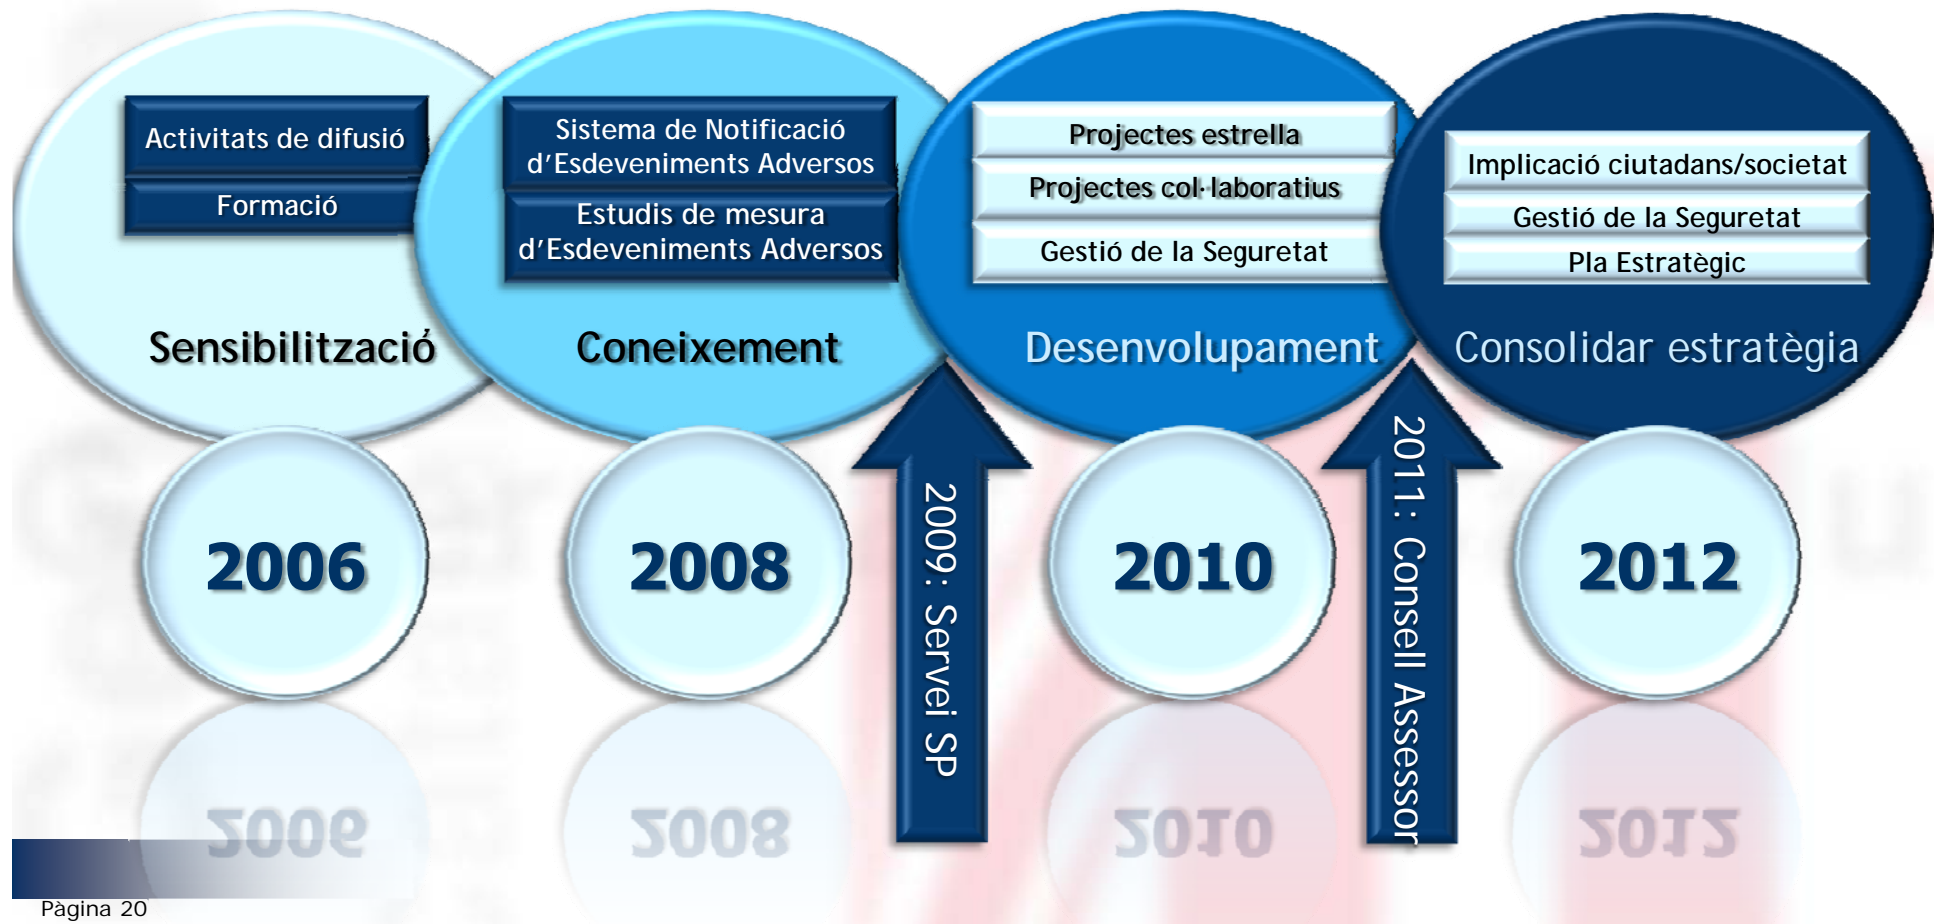 Activitats de difusió
Formació
Sensibilització
2006
Sistema de Notificació
d'Esdeveniments Adversos
Estudis de mesura
d'Esdeveniments Adversos
Coneixement
2008
2009: Servei SP
Projectes estrella
Projectes col·laboratius
Gestió de la Seguretat
Desenvolupament
2010
2011: Consell Assessor
Implicació ciutadans/societat
Gestió de la Seguretat
Pla Estratègic
Consolidar estratègia
2012
Pàgina 20